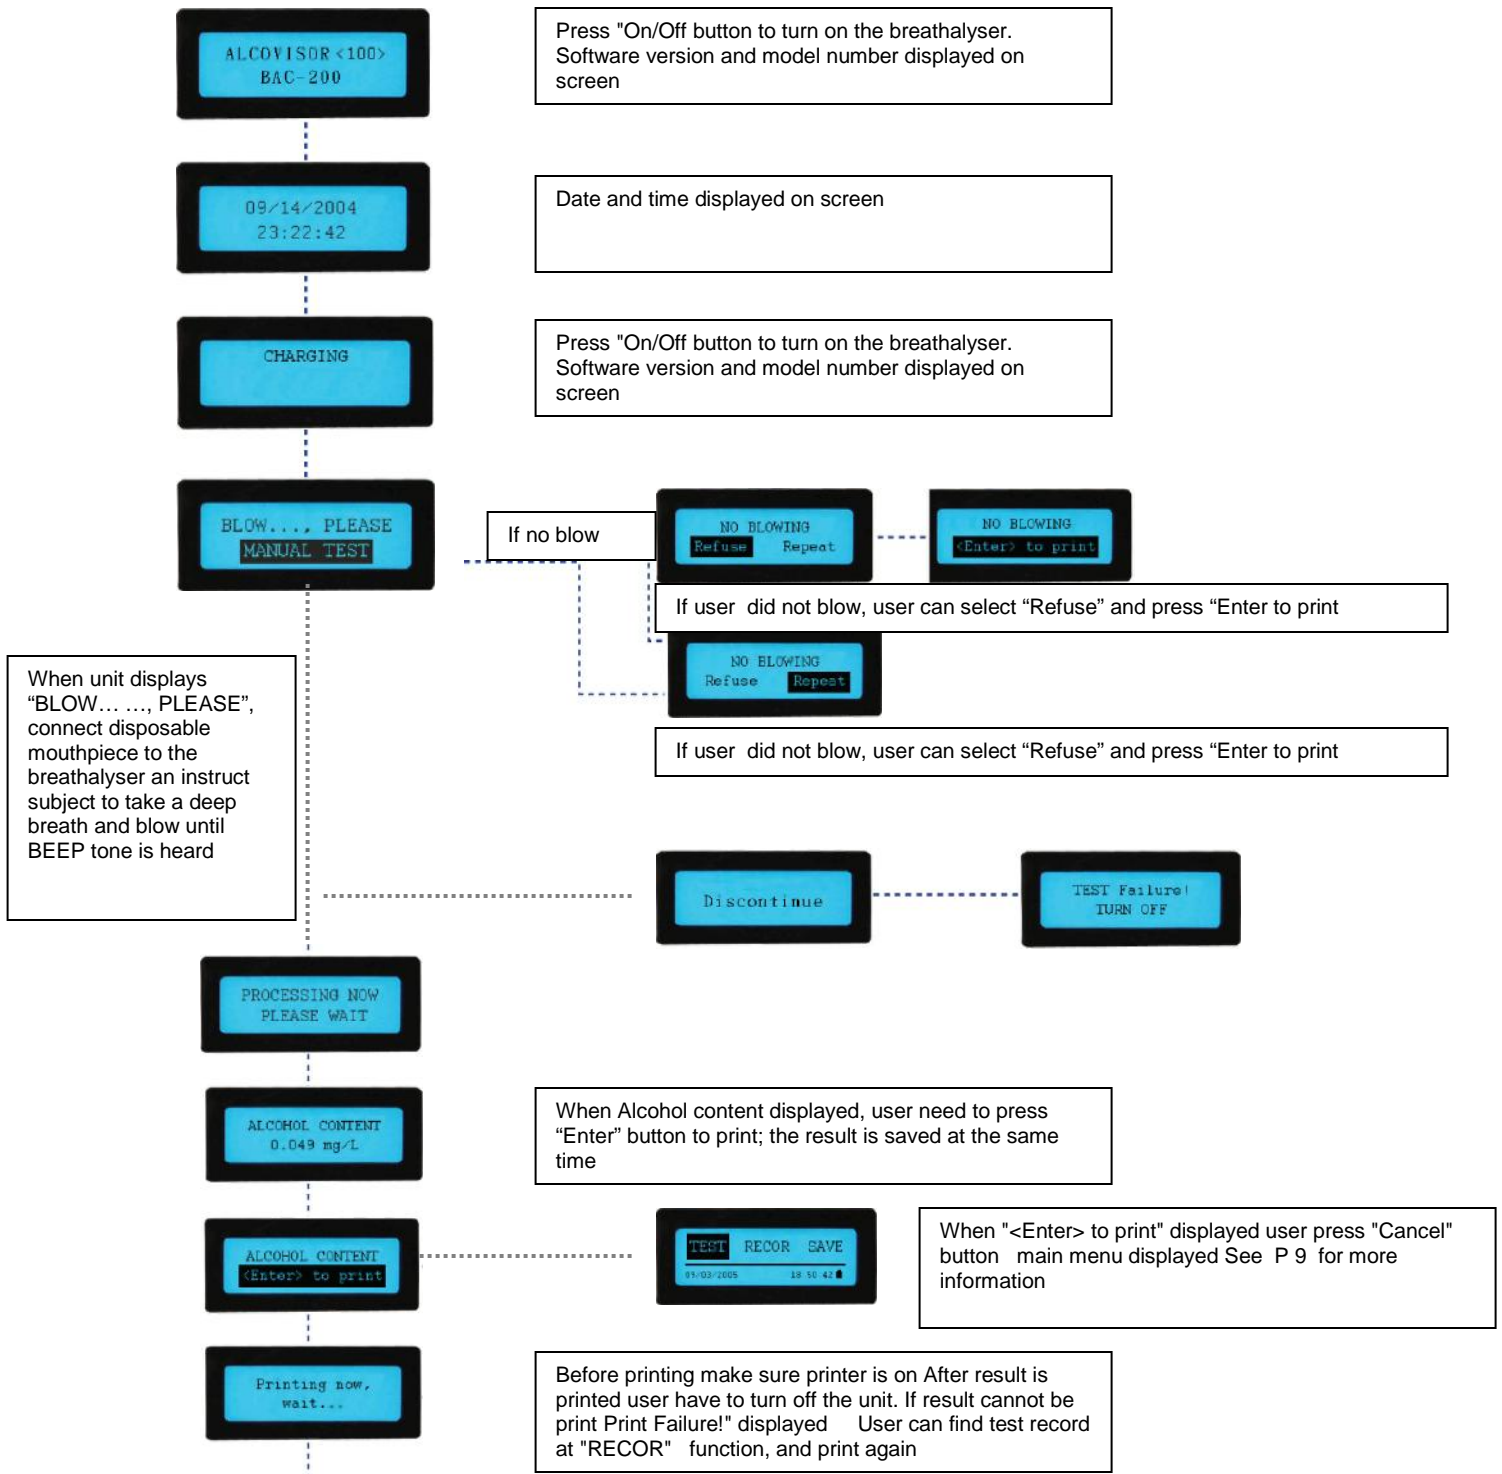 ALCOVISOR <100>
BAC-200
Press "On/Off button to turn on the breathalyser.
Software version and model number displayed on
screen
09/14/2004
23:22:42
Date and time displayed on screen
CHARGING
Press "On/Off button to turn on the breathalyser.
Software version and model number displayed on
screen
BLOW..., PLEASE
MANUAL TEST
If no blow
NO BLOWING
Refuse Repeat
NO BLOWING
<Enter> to print
If user did not blow, user can select “Refuse” and press “Enter to print
NO BLOWING
Refuse Repeat
If user did not blow, user can select “Refuse” and press “Enter to print
When unit displays
“BLOW… …, PLEASE”,
connect disposable
mouthpiece to the
breathalyser an instruct
subject to take a deep
breath and blow until
BEEP tone is heard
Discontinue
TEST Failure!
TURN OFF
PROCESSING NOW
PLEASE WAIT
ALCOHOL CONTENT
0.049 mg/L
When Alcohol content displayed, user need to press
“Enter” button to print; the result is saved at the same
time
ALCOHOL CONTENT
<Enter> to print
TEST RECOR SAVE
09/03/2005 18 50 42
When "<Enter> to print" displayed user press "Cancel"
button main menu displayed See P 9 for more
information
Printing now,
wait...
Before printing make sure printer is on After result is
printed user have to turn off the unit. If result cannot be
print Print Failure!" displayed User can find test record
at "RECOR" function, and print again